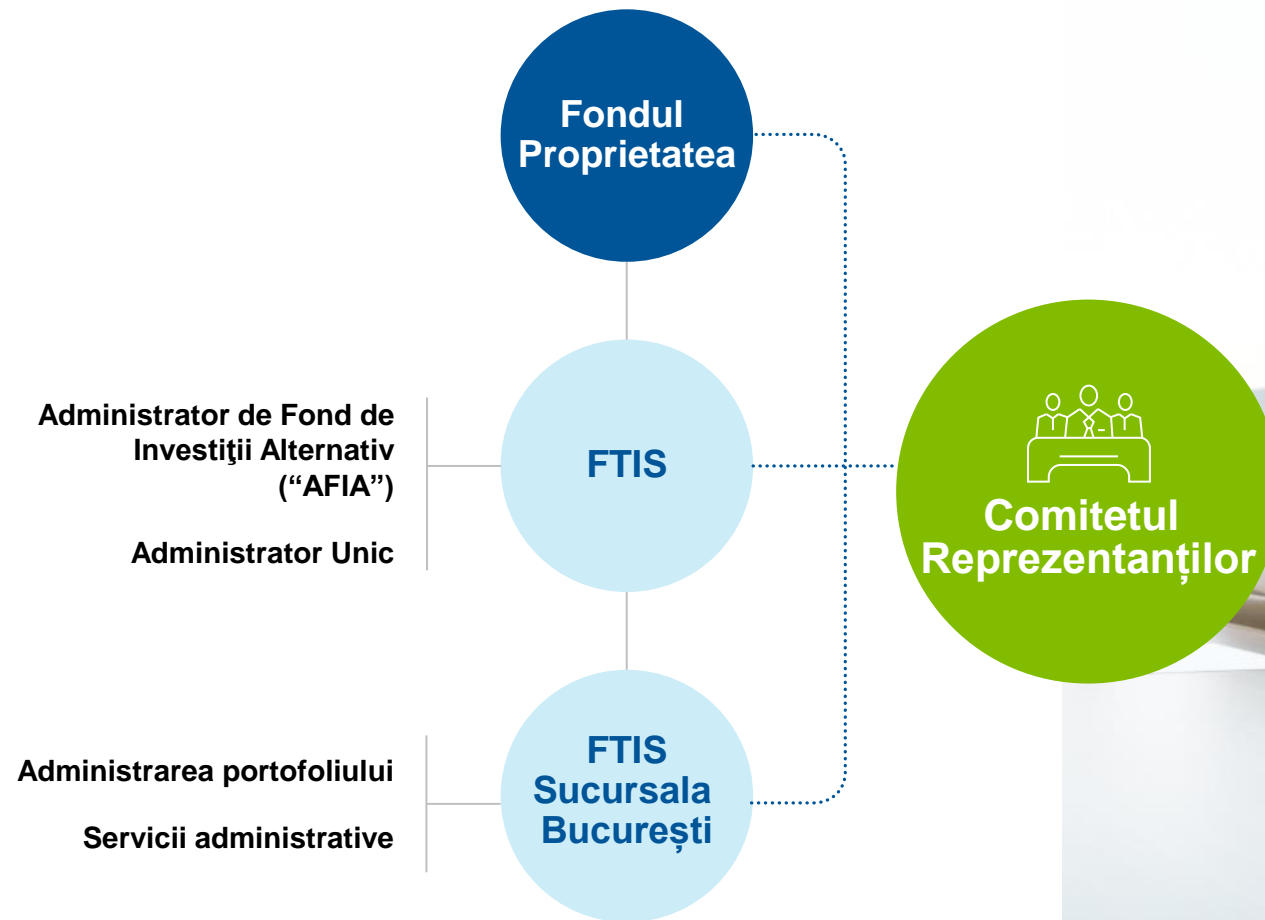 Fondul
Proprietatea
Administrator de Fond de
Investiţii Alternativ
(“AFIA”)
Administrator Unic
FTIS
Comitetul
Reprezentanților
Administrarea portofoliului
Servicii administrative
FTIS
Sucursala
București